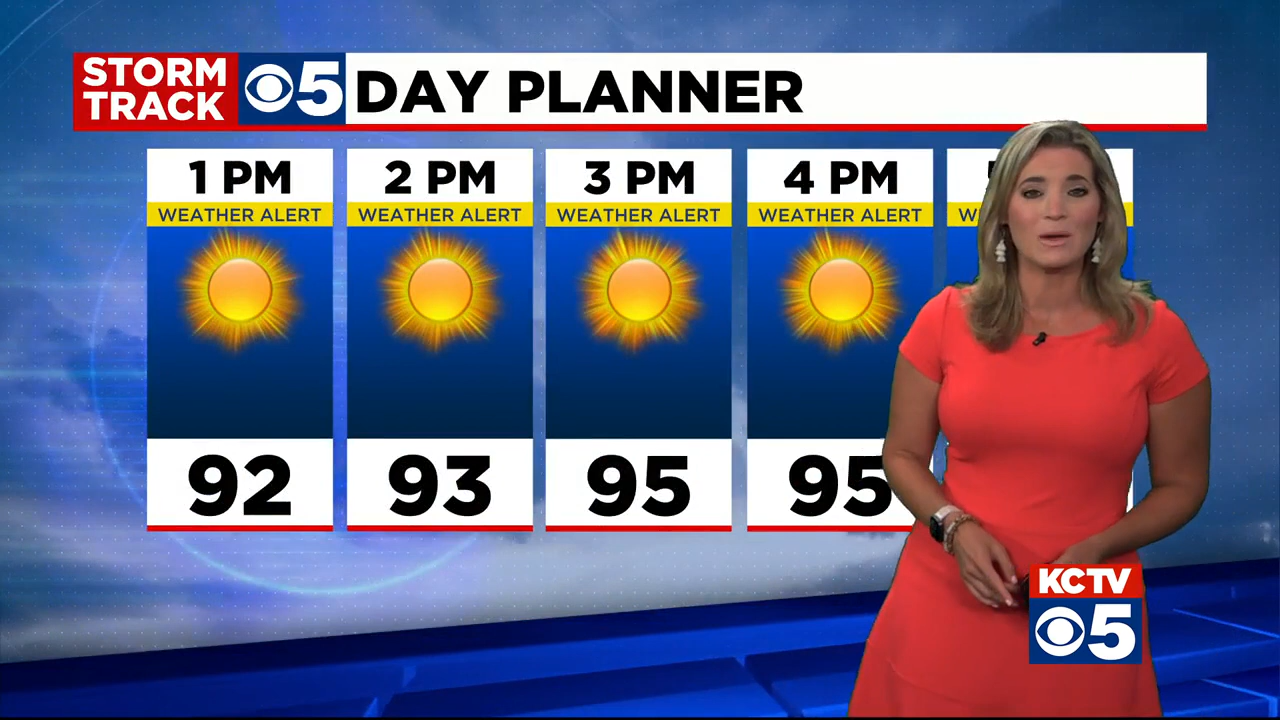 STORM
TRACK
5
DAY PLANNER
1 PM
2 PM
3 PM
4 PM
WEATHER ALERT
WEATHER ALERT
WEATHER ALERT
WEATHER ALERT
92
93
95
95
KCTV
5